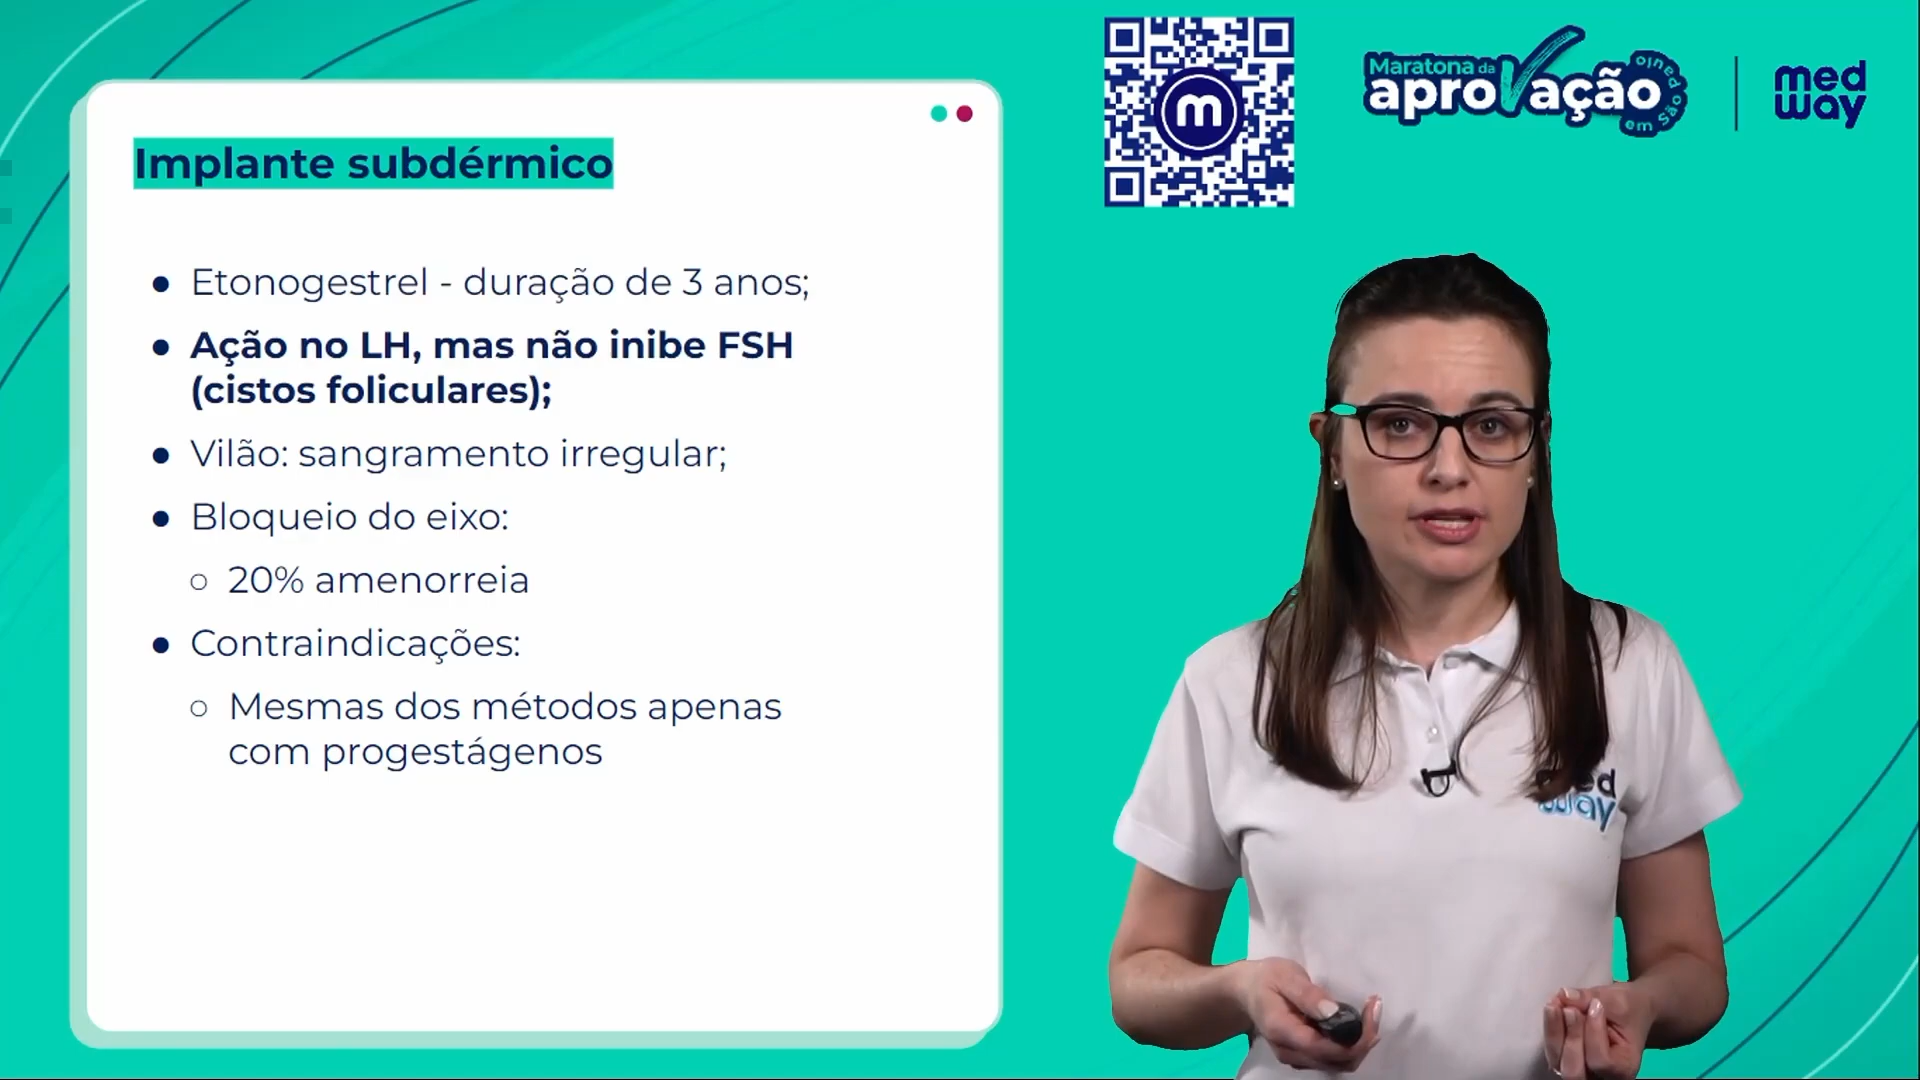 Implante subdérmico
● Etonogestrel - duração de 3 anos;
● Ação no LH, mas não inibe FSH
(cistos foliculares);
● Vilão: sangramento irregular;
● Bloqueio do eixo:
○ 20% amenorreia
● Contraindicações:
○ Mesmas dos métodos apenas
com progestágenos
m
Maratona da
aprovação
em São Paulo
med
way
med
way